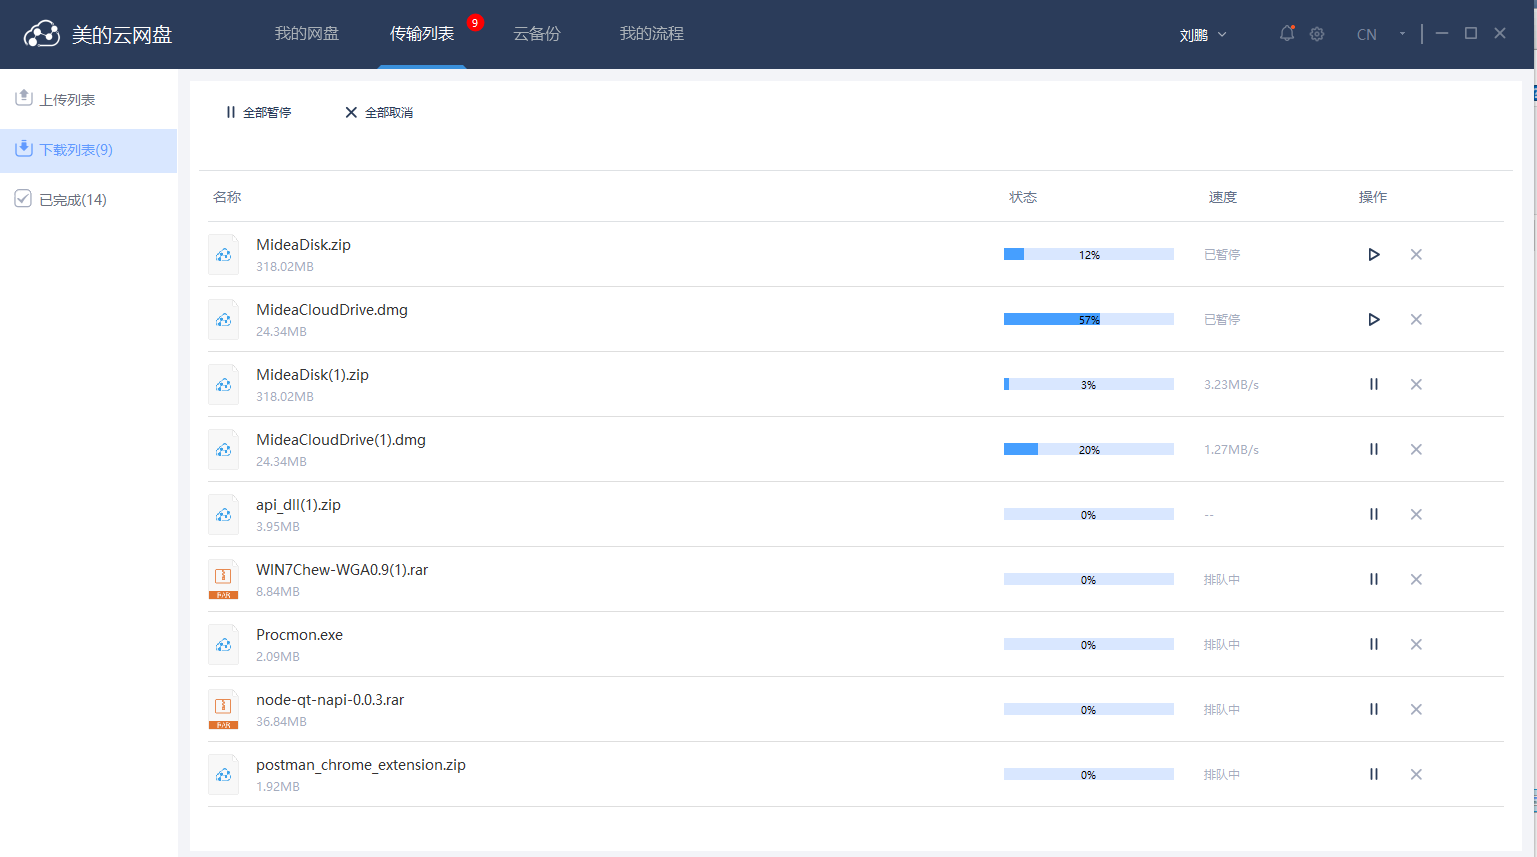 美的云网盘
我的网盘
传输列表
9
云备份
我的流程
刘鹏
CN
上传列表
下载列表(9)
已完成(14)
全部暂停
全部取消
名称 状态 速度 操作
MideaDisk.zip
318.02MB
12%
已暂停
MideaCloudDrive.dmg
24.34MB
57%
已暂停
MideaDisk(1).zip
318.02MB
3%
3.23MB/s
MideaCloudDrive(1).dmg
24.34MB
20%
1.27MB/s
api_dll(1).zip
3.95MB
0%
--
WIN7Chew-WGA0.9(1).rar
8.84MB
RAR
0%
排队中
Procmon.exe
2.09MB
0%
排队中
node-qt-napi-0.0.3.rar
36.84MB
RAR
0%
排队中
postman_chrome_extension.zip
1.92MB
0%
排队中